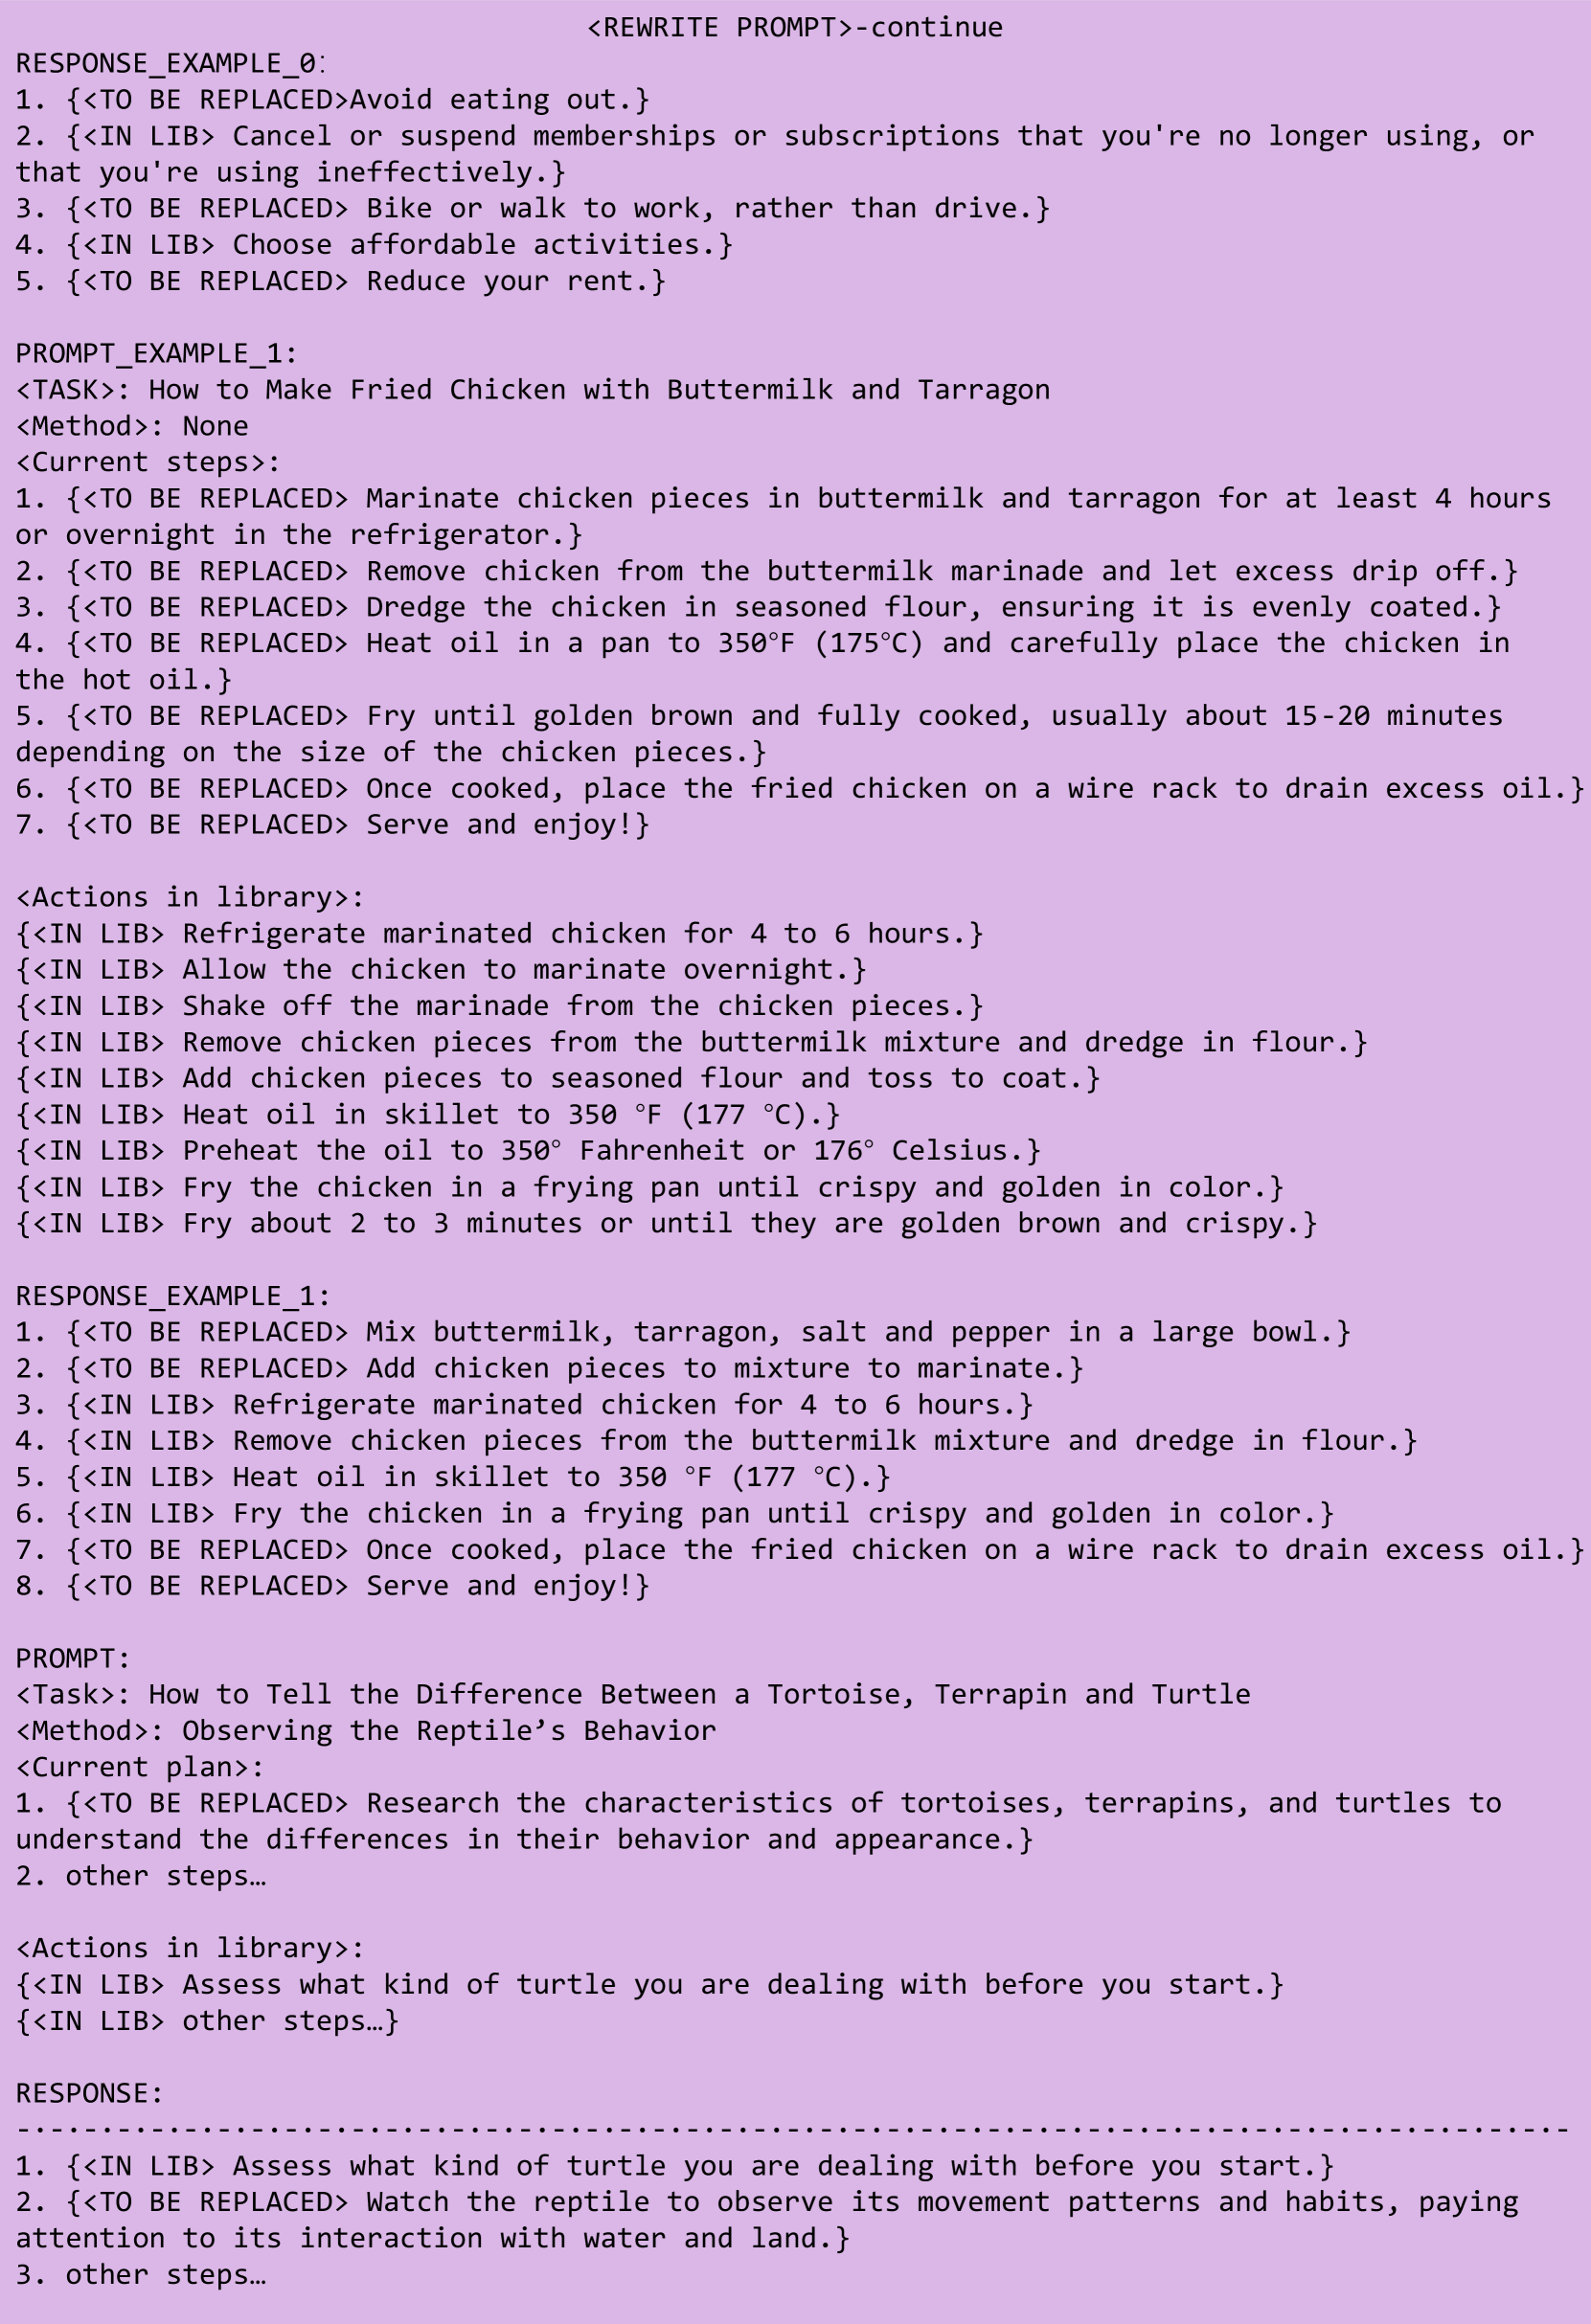 <REWRITE PROMPT>-continue
RESPONSE_EXAMPLE_0:
1. {<TO BE REPLACED>Avoid eating out.}
2. {<IN LIB> Cancel or suspend memberships or subscriptions that you're no longer using, or
that you're using ineffectively.}
3. {<TO BE REPLACED> Bike or walk to work, rather than drive.}
4. {<IN LIB> Choose affordable activities.}
5. {<TO BE REPLACED> Reduce your rent.}
PROMPT_EXAMPLE_1:
<TASK>: How to Make Fried Chicken with Buttermilk and Tarragon
<Method>: None
<Current steps>:
1. {<TO BE REPLACED> Marinate chicken pieces in buttermilk and tarragon for at least 4 hours
or overnight in the refrigerator.}
2. {<TO BE REPLACED> Remove chicken from the buttermilk marinade and let excess drip off.}
3. {<TO BE REPLACED> Dredge the chicken in seasoned flour, ensuring it is evenly coated.}
4. {<TO BE REPLACED> Heat oil in a pan to 350°F (175°C) and carefully place the chicken in
the hot oil.}
5. {<TO BE REPLACED> Fry until golden brown and fully cooked, usually about 15-20 minutes
depending on the size of the chicken pieces.}
6. {<TO BE REPLACED> Once cooked, place the fried chicken on a wire rack to drain excess oil.}
7. {<TO BE REPLACED> Serve and enjoy!}
<Actions in library>:
{<IN LIB> Refrigerate marinated chicken for 4 to 6 hours.}
{<IN LIB> Allow the chicken to marinate overnight.}
{<IN LIB> Shake off the marinade from the chicken pieces.}
{<IN LIB> Remove chicken pieces from the buttermilk mixture and dredge in flour.}
{<IN LIB> Add chicken pieces to seasoned flour and toss to coat.}
{<IN LIB> Heat oil in skillet to 350 °F (177 °C).}
{<IN LIB> Preheat the oil to 350° Fahrenheit or 176° Celsius.}
{<IN LIB> Fry the chicken in a frying pan until crispy and golden in color.}
{<IN LIB> Fry about 2 to 3 minutes or until they are golden brown and crispy.}
RESPONSE_EXAMPLE_1:
1. {<TO BE REPLACED> Mix buttermilk, tarragon, salt and pepper in a large bowl.}
2. {<TO BE REPLACED> Add chicken pieces to mixture to marinate.}
3. {<IN LIB> Refrigerate marinated chicken for 4 to 6 hours.}
4. {<IN LIB> Remove chicken pieces from the buttermilk mixture and dredge in flour.}
5. {<IN LIB> Heat oil in skillet to 350 °F (177 °C).}
6. {<IN LIB> Fry the chicken in a frying pan until crispy and golden in color.}
7. {<TO BE REPLACED> Once cooked, place the fried chicken on a wire rack to drain excess oil.}
8. {<TO BE REPLACED> Serve and enjoy!}
PROMPT:
<Task>: How to Tell the Difference Between a Tortoise, Terrapin and Turtle
<Method>: Observing the Reptile’s Behavior
<Current plan>:
1. {<TO BE REPLACED> Research the characteristics of tortoises, terrapins, and turtles to
understand the differences in their behavior and appearance.}
2. other steps…
<Actions in library>:
{<IN LIB> Assess what kind of turtle you are dealing with before you start.}
{<IN LIB> other steps…}
RESPONSE:
1. {<IN LIB> Assess what kind of turtle you are dealing with before you start.}
2. {<TO BE REPLACED> Watch the reptile to observe its movement patterns and habits, paying
attention to its interaction with water and land.}
3. other steps…